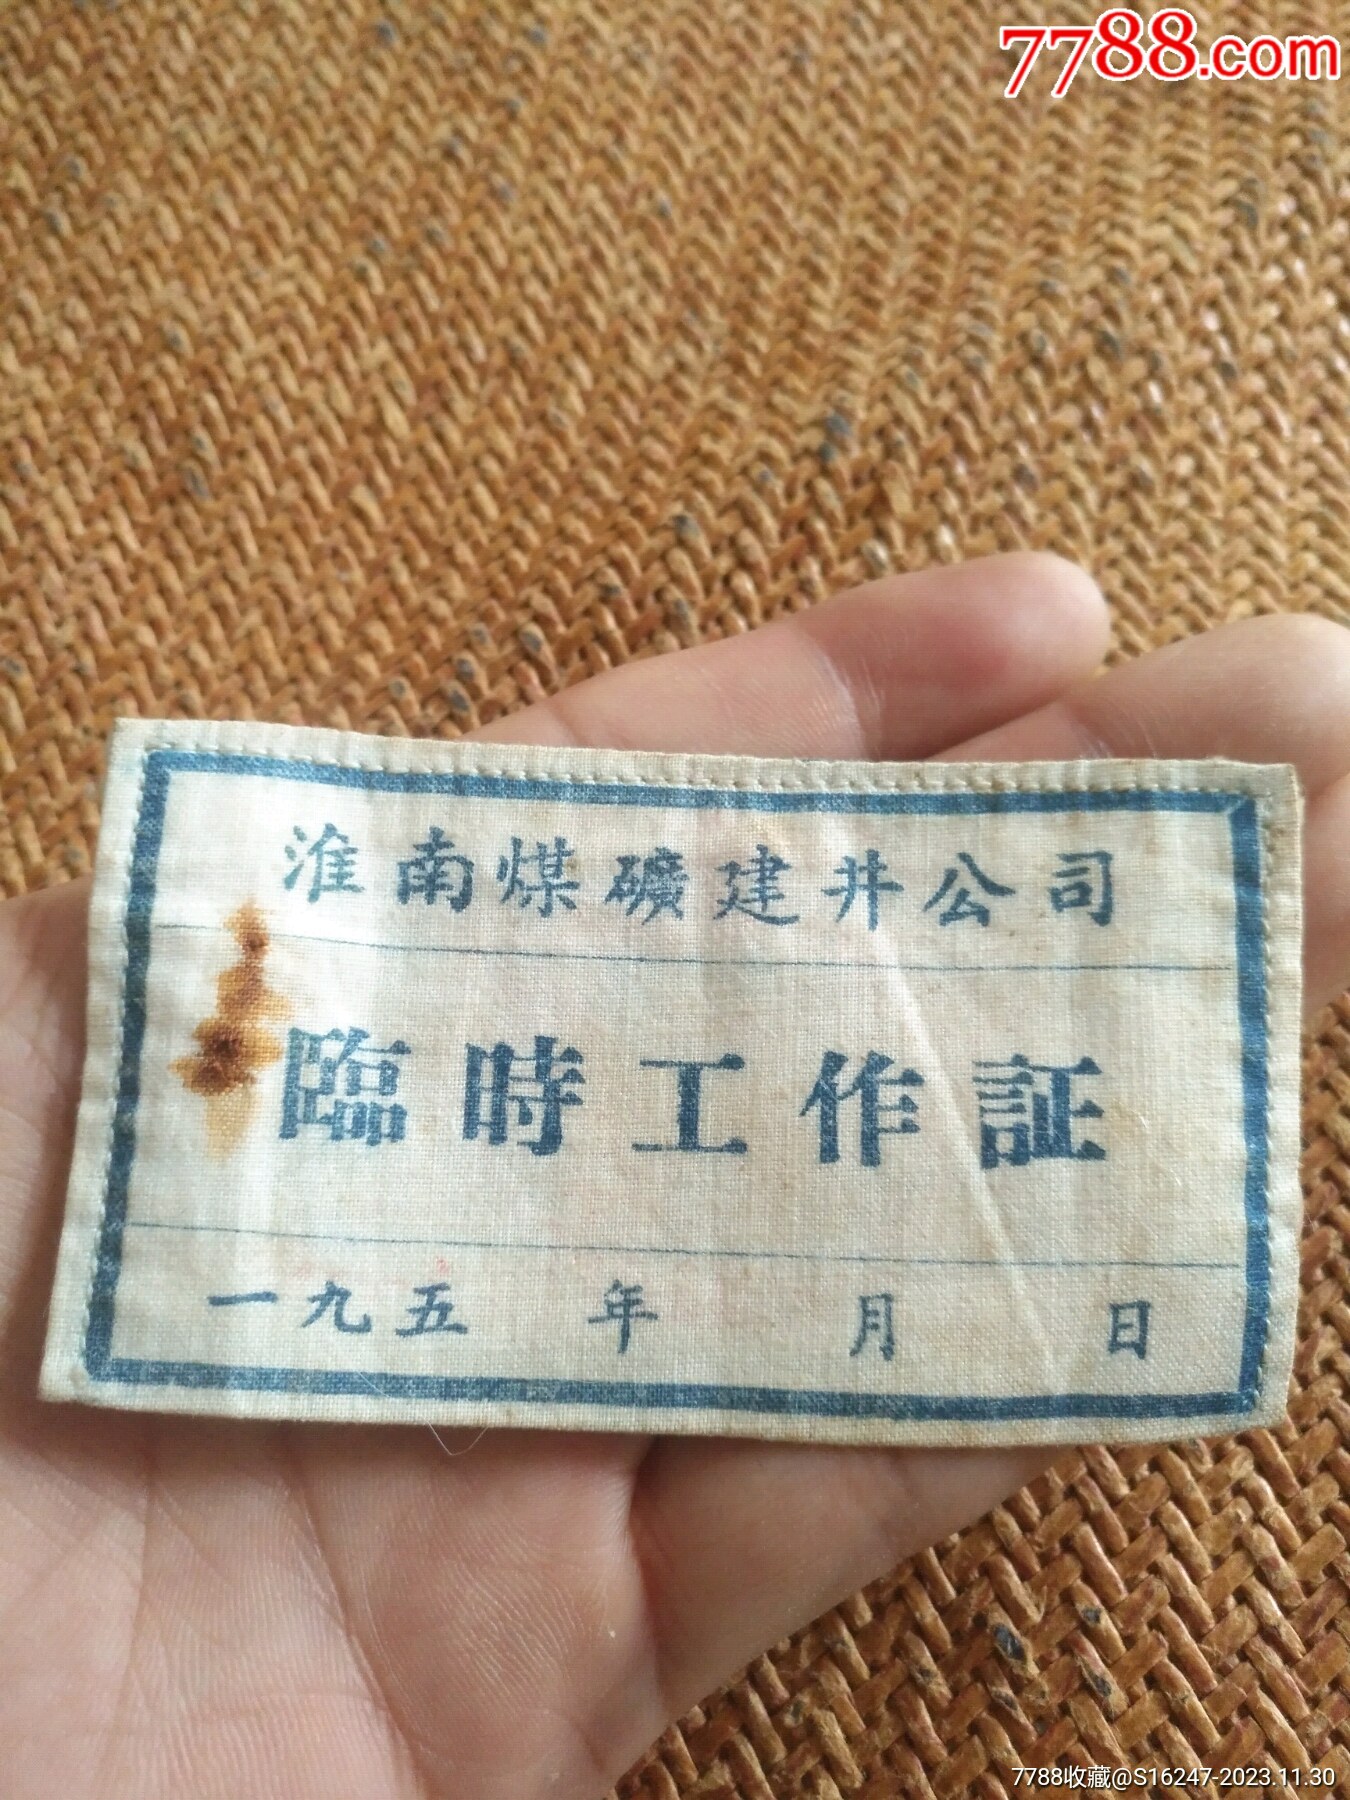 7788.com
淮南煤礦建井公司
臨時工作証
一九五 年 月 日
7788收藏@S16247-2023.11.30